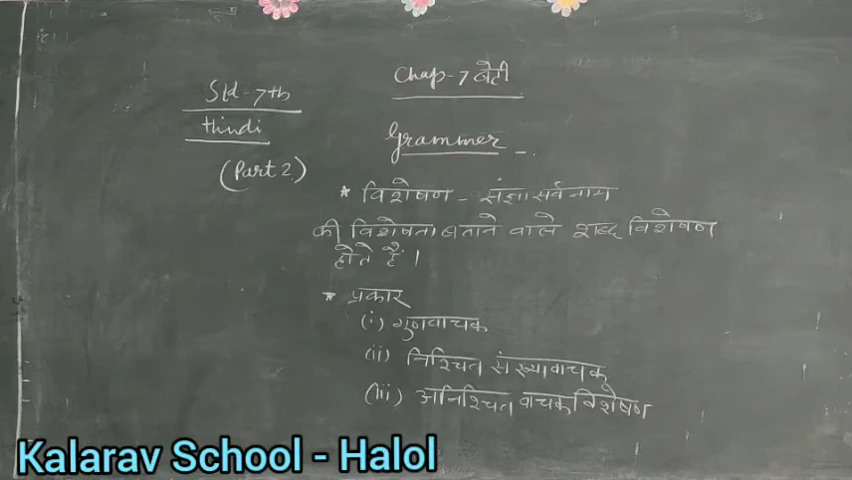 Std - 7th
Hindi
(Part 2)
Chap - 7 बेटी
Grammer -.
* विशेषण - संज्ञा सर्वनाम
की विशेषता बताने वाले शब्द विशेषण
होते हैं ।
* प्रकार
(i) गुणवाचक
(ii) निश्चित संख्यावाचक
(iii) अनिश्चित वाचक विशेषण
Kalarav School - Halol